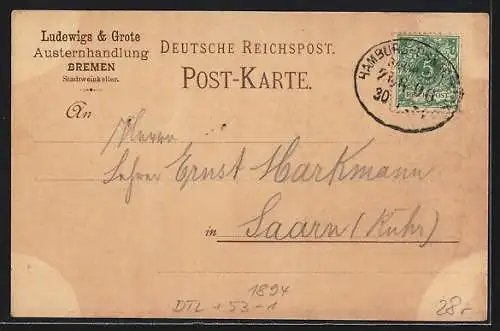 Ludewigs & Grote
Austernhandlung
BREMEN
Stadtweinkeller.
DEUTSCHE REICHSPOST.
POST-KARTE.
An
HAMBURG
5
30
Herrn
Lehrer Ernst Markmann
in Saarn (Ruhr)
1894
DTL +53-1
28,-